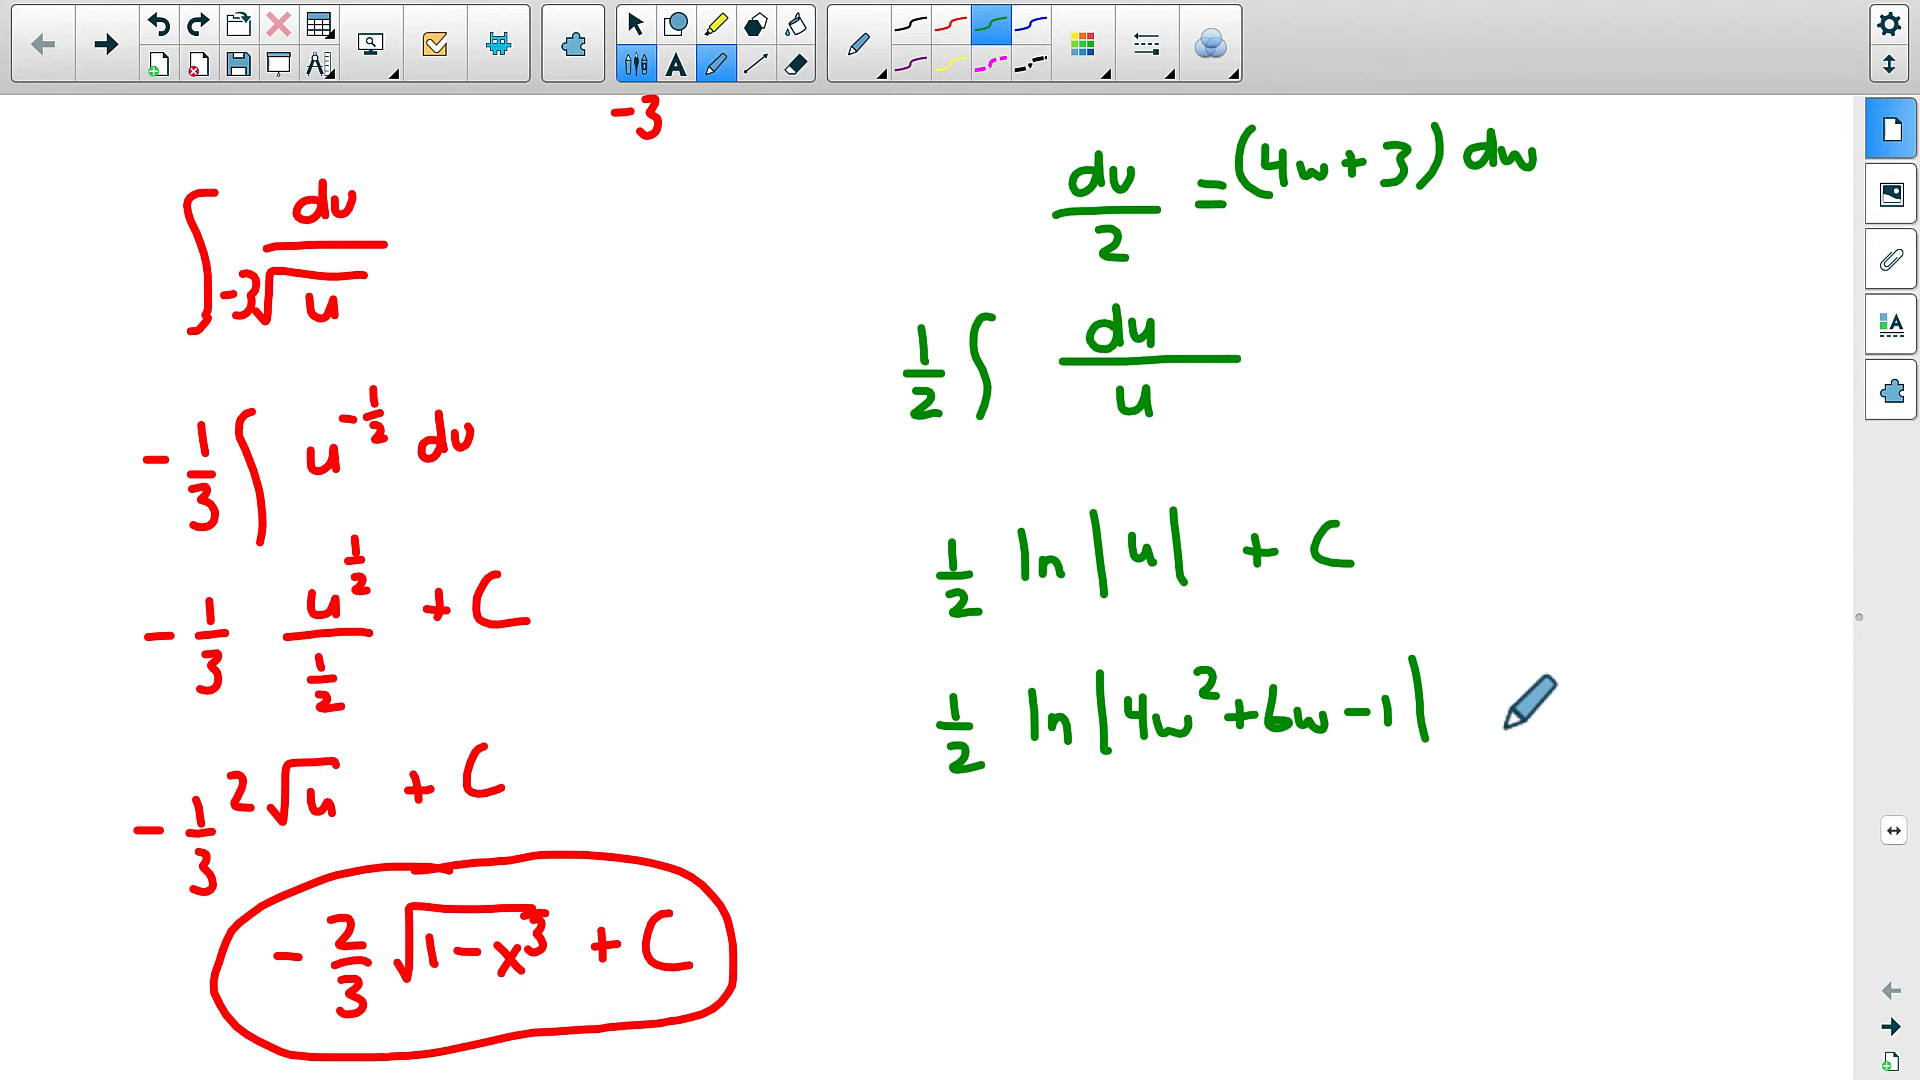 -3
∫ du / -3√u
-1/3 ∫ u^(-1/2) du
-1/3 u^(1/2) / (1/2) + C
-1/3 2√u + C
-2/3 √(1-x³) + C
du/2 = (4w+3) dw
1/2 ∫ du/u
1/2 ln|u| + C
1/2 ln|4w²+6w-1|